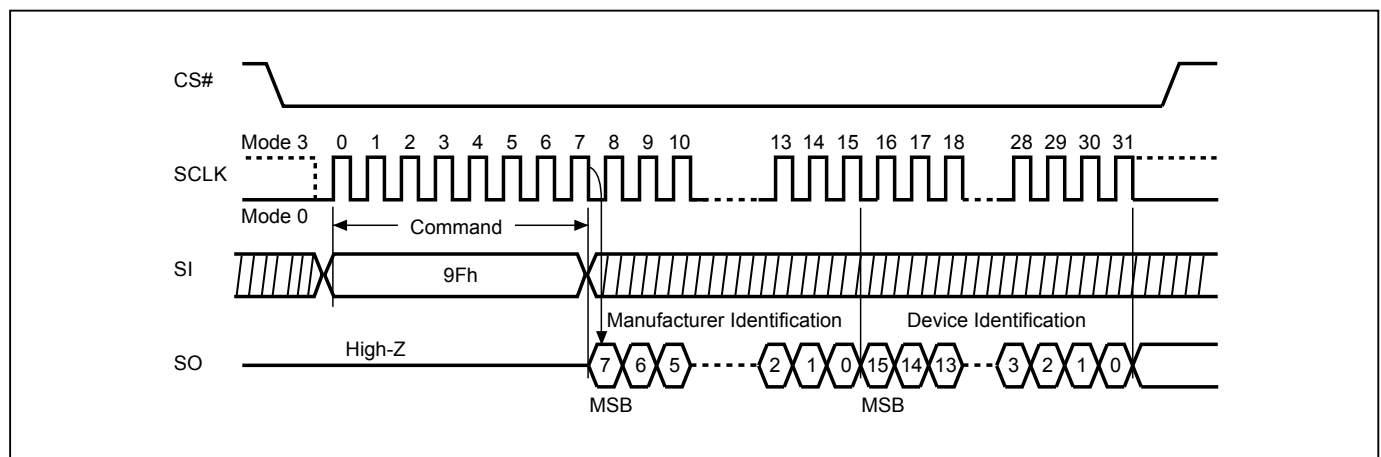 CS#
Mode 3 0 1 2 3 4 5 6 7 8 9 10 13 14 15 16 17 18 28 29 30 31
SCLK
Mode 0
Command
SI
9Fh
Manufacturer Identification Device Identification
High-Z
SO
7 6 5 2 1 0 15 14 13 3 2 1 0
MSB MSB